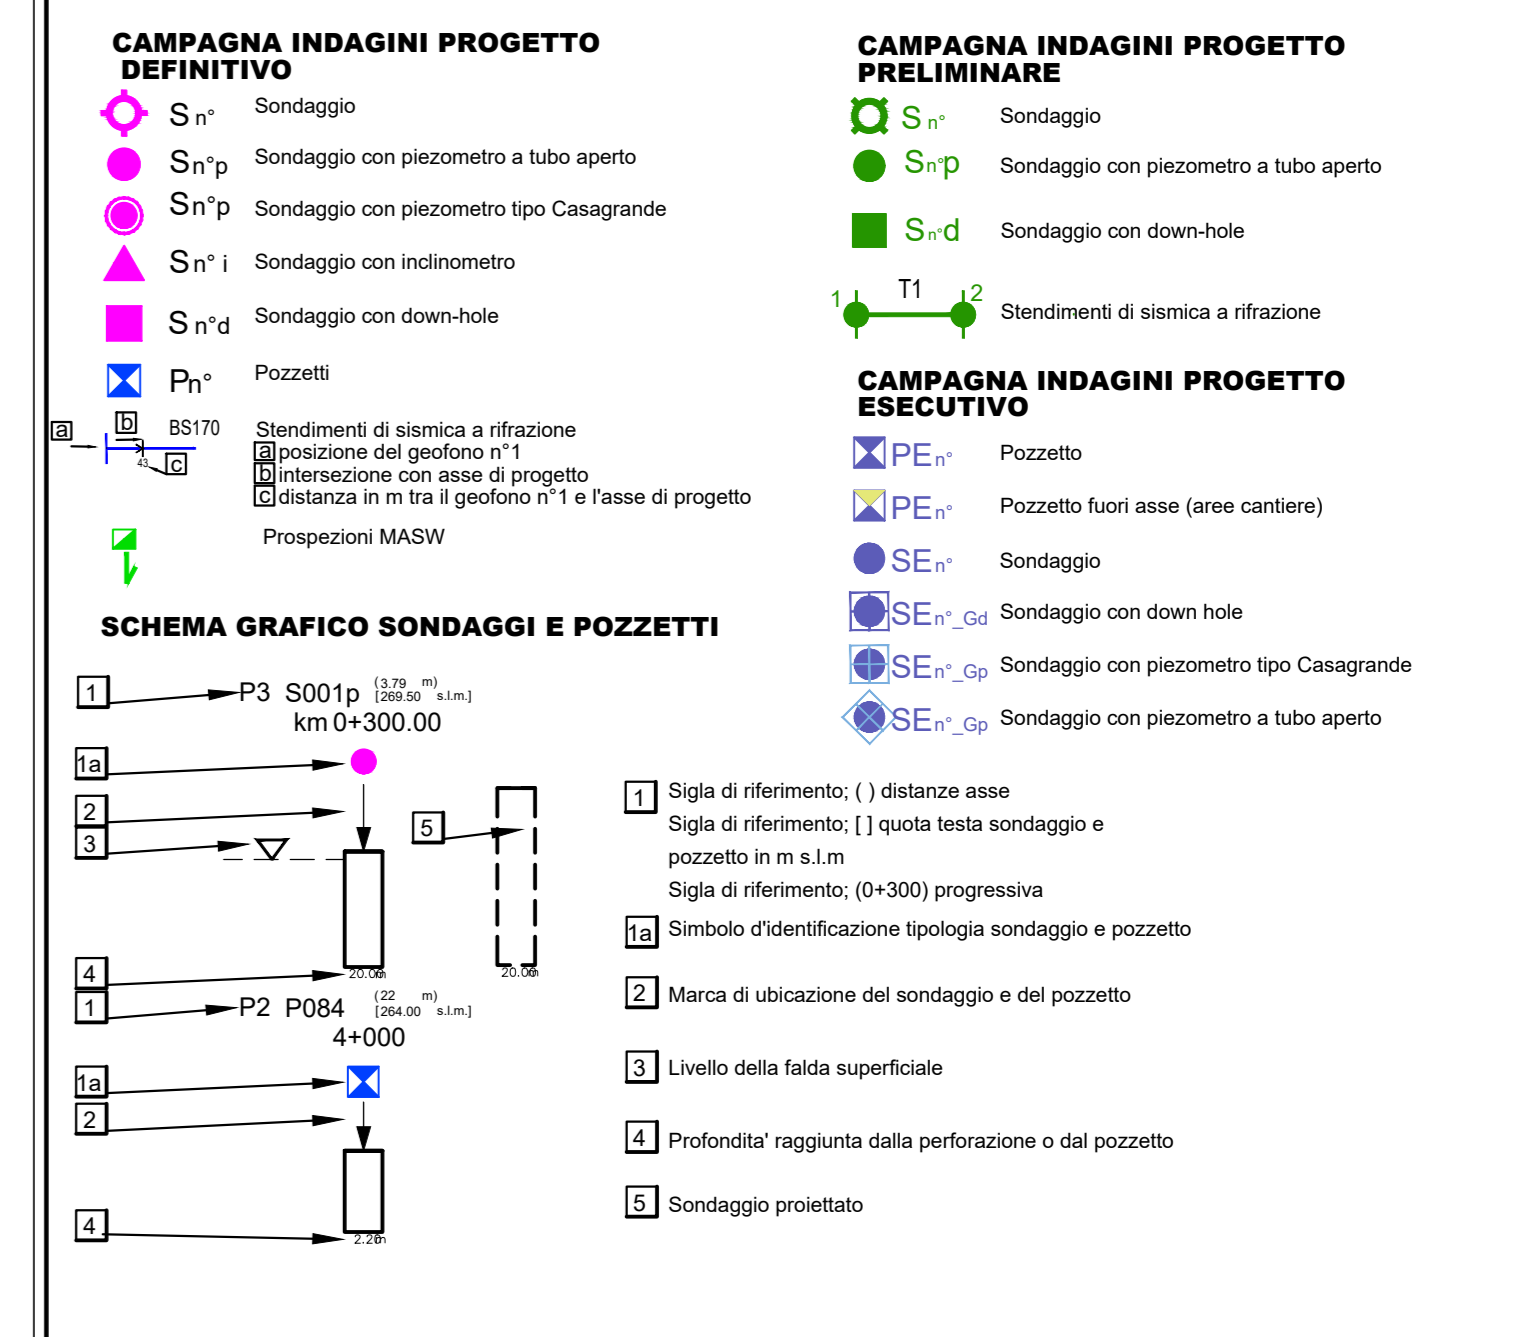 CAMPAGNA INDAGINI PROGETTO
DEFINITIVO
S n° Sondaggio
Sn°p Sondaggio con piezometro a tubo aperto
Sn°p Sondaggio con piezometro tipo Casagrande
Sn° i Sondaggio con inclinometro
S n°d Sondaggio con down-hole
Pn° Pozzetti
a b 43 c BS170 Stendimenti di sismica a rifrazione
a posizione del geofono n°1
b intersezione con asse di progetto
c distanza in m tra il geofono n°1 e l'asse di progetto
Prospezioni MASW
CAMPAGNA INDAGINI PROGETTO
PRELIMINARE
S n° Sondaggio
Sn°p Sondaggio con piezometro a tubo aperto
Sn°d Sondaggio con down-hole
1 T1 2 Stendimenti di sismica a rifrazione
CAMPAGNA INDAGINI PROGETTO
ESECUTIVO
PE n° Pozzetto
PE n° Pozzetto fuori asse (aree cantiere)
SE n° Sondaggio
SE n°_Gd Sondaggio con down hole
SE n°_Gp Sondaggio con piezometro tipo Casagrande
SE n°_Gp Sondaggio con piezometro a tubo aperto
SCHEMA GRAFICO SONDAGGI E POZZETTI
1 P3 S001p (3.79 m)
[269.50 s.l.m.]
km 0+300.00
1a
2
3
5
4 20.00m 20.00m
1 P2 P084 (22 m)
[264.00 s.l.m.]
4+000
1a
2
4 2.20m
1 Sigla di riferimento; ( ) distanze asse
Sigla di riferimento; [ ] quota testa sondaggio e
pozzetto in m s.l.m
Sigla di riferimento; (0+300) progressiva
1a Simbolo d'identificazione tipologia sondaggio e pozzetto
2 Marca di ubicazione del sondaggio e del pozzetto
3 Livello della falda superficiale
4 Profondita' raggiunta dalla perforazione o dal pozzetto
5 Sondaggio proiettato